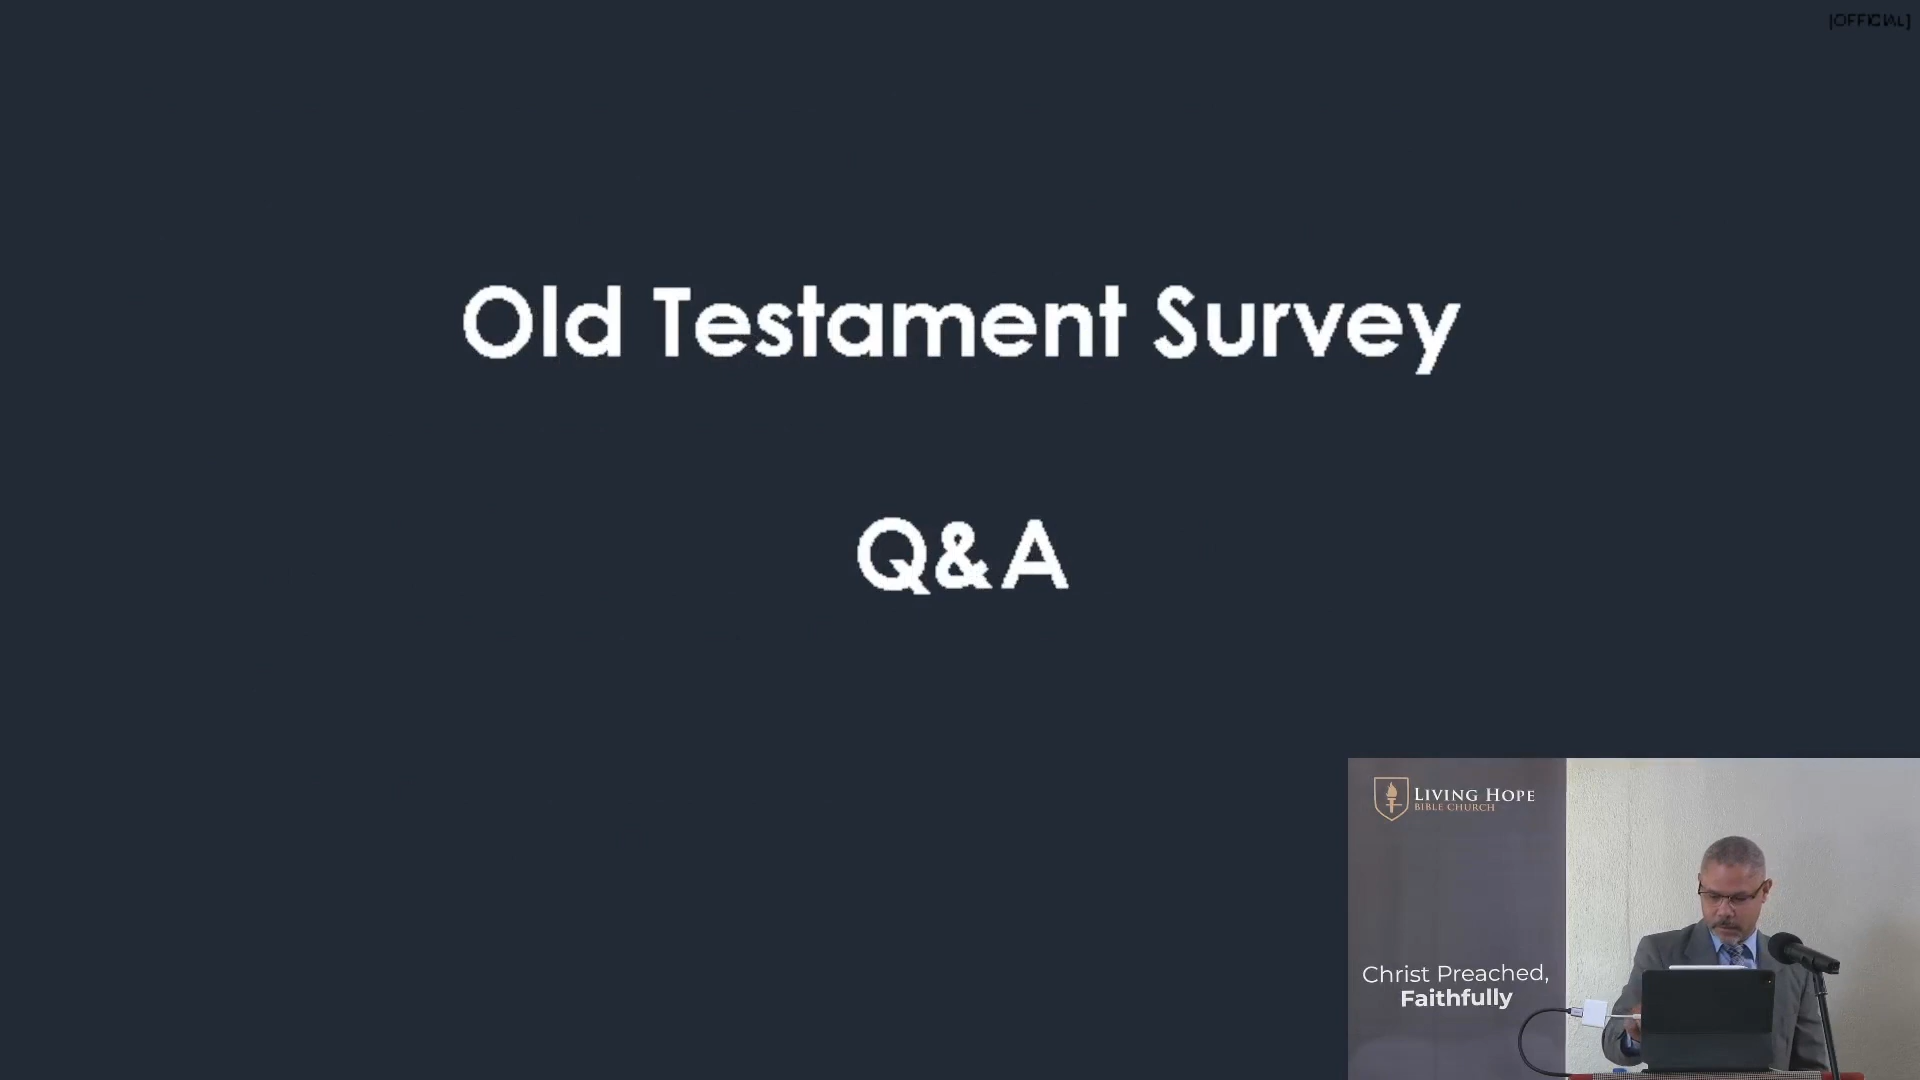 [OFFICIAL]
Old Testament Survey
Q&A
LIVING HOPE
BIBLE CHURCH
Christ Preached,
Faithfully